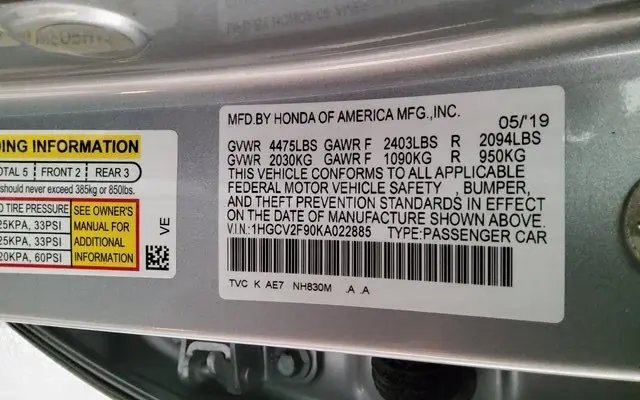 DING INFORMATION
TAL 5 FRONT 2 REAR 3
should never exceed 385kg or 850lbs.
TIRE PRESSURE
25KPA, 33PSI
25KPA, 33PSI
20KPA, 60PSI
SEE OWNER'S
MANUAL FOR
ADDITIONAL
INFORMATION
VE
MFD.BY HONDA OF AMERICA MFG.,INC. 05/'19
GVWR 4475LBS GAWR F 2403LBS R 2094LBS
GVWR 2030KG GAWR F 1090KG R 950KG
THIS VEHICLE CONFORMS TO ALL APPLICABLE
FEDERAL MOTOR VEHICLE SAFETY , BUMPER,
AND THEFT PREVENTION STANDARDS IN EFFECT
ON THE DATE OF MANUFACTURE SHOWN ABOVE.
V.I.N:1HGCV2F90KA022885 TYPE:PASSENGER CAR
TVC K AE7 NH830M .A .A